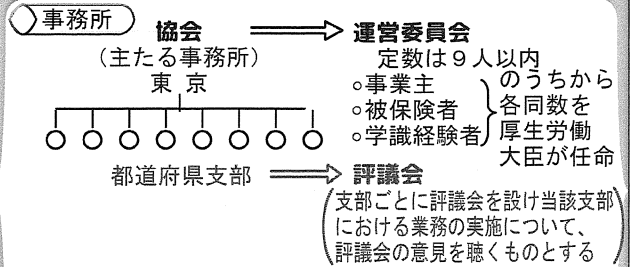 事務所
協会
(主たる事務所)
東京
運営委員会
定数は9人以内
○事業主
○被保険者
○学識経験者
のうちから
各同数を
厚生労働
大臣が任命
都道府県支部
評議会
(支部ごとに評議会を設け当該支部
における業務の実施について、
評議会の意見を聴くものとする)